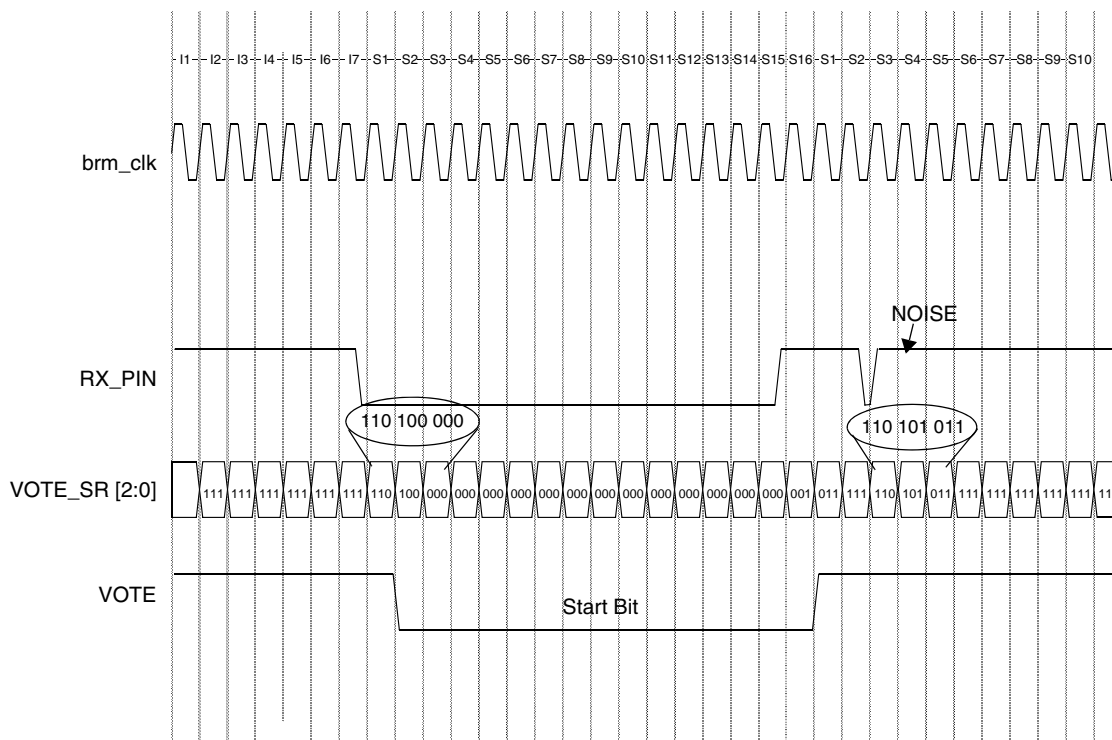 I1 I2 I3 I4 I5 I6 I7 S1 S2 S3 S4 S5 S6 S7 S8 S9 S10 S11 S12 S13 S14 S15 S16 S1 S2 S3 S4 S5 S6 S7 S8 S9 S10
brm_clk
NOISE
RX_PIN
110 100 000
110 101 011
VOTE_SR [2:0]
111 111 111 111 111 111 110 100 000 000 000 000 000 000 000 000 000 000 000 000 000 001 011 111 110 101 011 111 111 111 111 111 11
VOTE
Start Bit